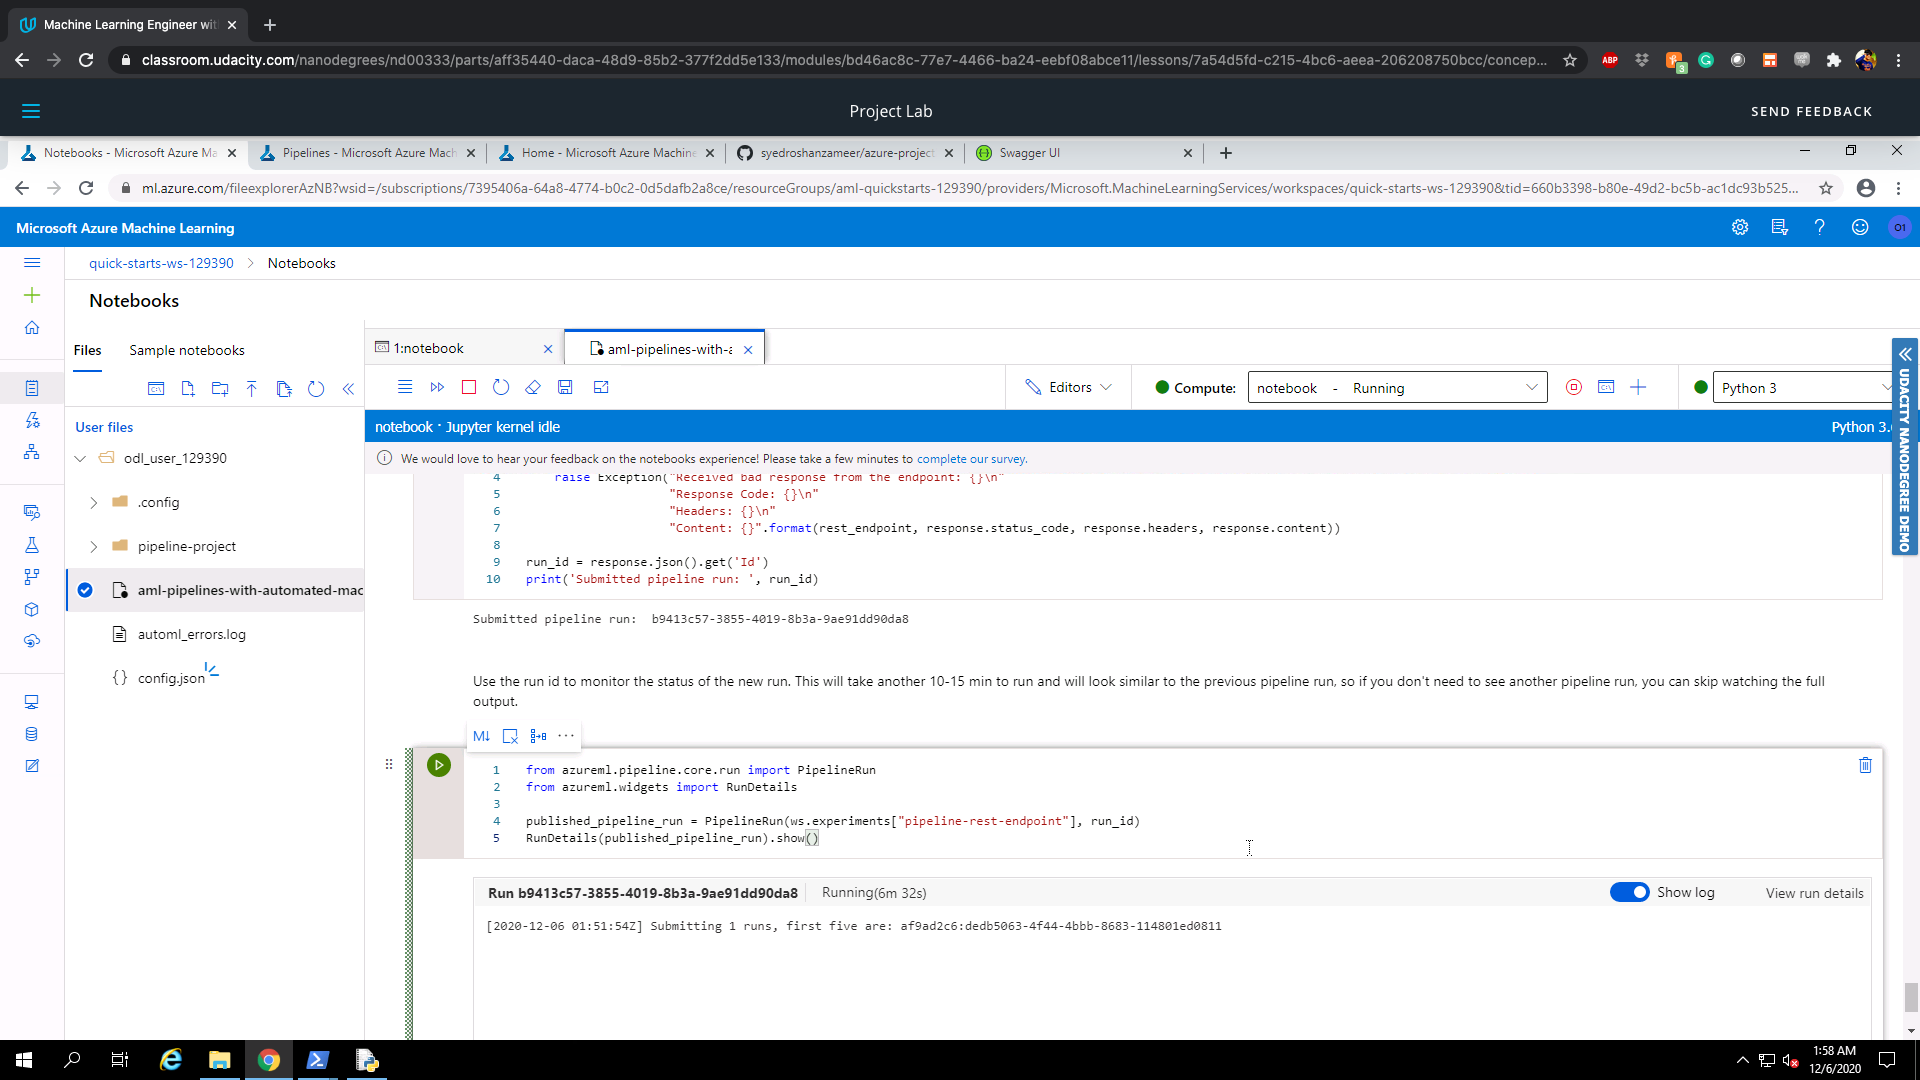 Machine Learning Engineer wit
classroom.udacity.com/nanodegrees/nd00333/parts/aff35440-daca-48d9-85b2-377f2dd5e133/modules/bd46ac8c-77e7-4466-ba24-eebf08abce11/lessons/7a54d5fd-c215-4bc6-aeea-206208750bcc/concep...
ABP
3
Project Lab
SEND FEEDBACK
Notebooks - Microsoft Azure Ma
Pipelines - Microsoft Azure Mach
Home - Microsoft Azure Machine
syedroshanzameer/azure-project
Swagger UI
ml.azure.com/fileexplorerAzNB?wsid=/subscriptions/7395406a-64a8-4774-b0c2-0d5dafb2a8ce/resourceGroups/aml-quickstarts-129390/providers/Microsoft.MachineLearningServices/workspaces/quick-starts-ws-129390&tid=660b3398-b80e-49d2-bc5b-ac1dc93b525...
Microsoft Azure Machine Learning
O1
quick-starts-ws-129390 > Notebooks
Notebooks
Files
Sample notebooks
1:notebook
aml-pipelines-with-a
Editors
Compute:
notebook - Running
Python 3
UDACITY NANODEGREE DEMO
User files
notebook · Jupyter kernel idle
Python 3.
odl_user_129390
We would love to hear your feedback on the notebooks experience! Please take a few minutes to complete our survey.
.config
pipeline-project
aml-pipelines-with-automated-mac
automl_errors.log
{} config.json
4 raise Exception("Received bad response from the endpoint: {}\n"
5 "Response Code: {}\n"
6 "Headers: {}\n"
7 "Content: {}".format(rest_endpoint, response.status_code, response.headers, response.content))
8
9 run_id = response.json().get('Id')
10 print('Submitted pipeline run: ', run_id)
Submitted pipeline run:  b9413c57-3855-4019-8b3a-9ae91dd90da8
Use the run id to monitor the status of the new run. This will take another 10-15 min to run and will look similar to the previous pipeline run, so if you don't need to see another pipeline run, you can skip watching the full
output.
M↓
···
1 from azureml.pipeline.core.run import PipelineRun
2 from azureml.widgets import RunDetails
3
4 published_pipeline_run = PipelineRun(ws.experiments["pipeline-rest-endpoint"], run_id)
5 RunDetails(published_pipeline_run).show()
Run b9413c57-3855-4019-8b3a-9ae91dd90da8
Running(6m 32s)
Show log
View run details
[2020-12-06 01:51:54Z] Submitting 1 runs, first five are: af9ad2c6:dedb5063-4f44-4bbb-8683-114801ed0811
1:58 AM
12/6/2020